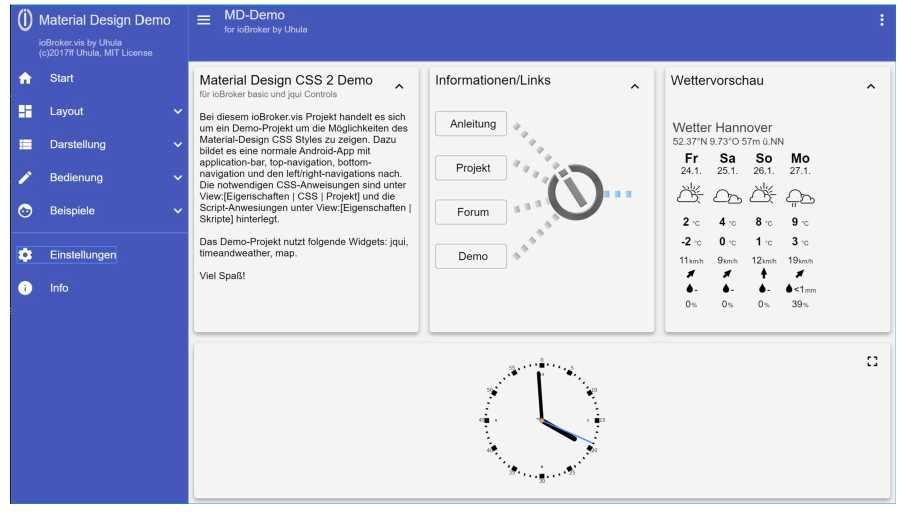 Material Design Demo
ioBroker.vis by Uhula
(c)2017ff Uhula, MIT License
Start
Layout
Darstellung
Bedienung
Beispiele
Einstellungen
Info
MD-Demo
for ioBroker by Uhula
Material Design CSS 2 Demo
für ioBroker basic und jqui Controls
Bei diesem ioBroker.vis Projekt handelt es sich
um ein Demo-Projekt um die Möglichkeiten des
Material-Design CSS Styles zu zeigen. Dazu
bildet es eine normale Android-App mit
application-bar, top-navigation, bottom-
navigation und den left/right-navigations nach.
Die notwendigen CSS-Anweisungen sind unter
View:[Eigenschaften | CSS | Projekt] und die
Script-Anwesiungen unter View:[Eigenschaften |
Skripte] hinterlegt.
Das Demo-Projekt nutzt folgende Widgets: jqui,
timeandweather, map.
Viel Spaß!
Informationen/Links
Anleitung
Projekt
Forum
Demo
Wettervorschau
Wetter Hannover
52.37°N 9.73°O 57m ü.NN
Fr Sa So Mo
24.1. 25.1. 26.1. 27.1.
2 °C 4 °C 8 °C 9 °C
-2 °C 0 °C 1 °C 3 °C
11km/h 9km/h 12km/h 19km/h
- - - <1mm
0% 0% 0% 39%